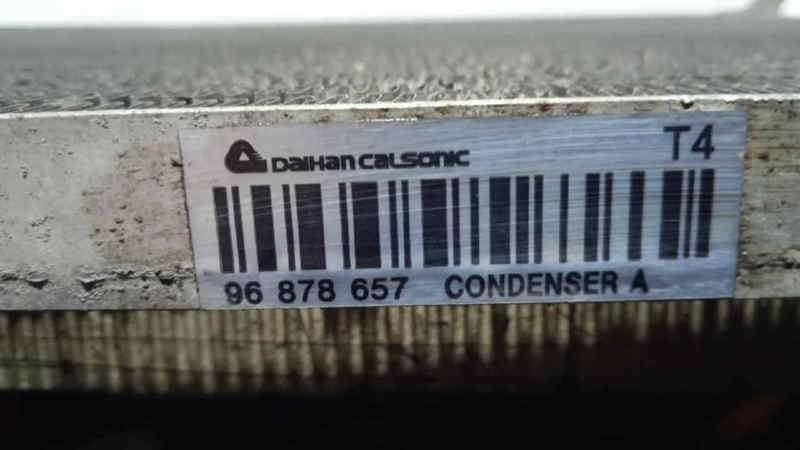 DaiHan CaLSONIC
T4
96 878 657 CONDENSER A